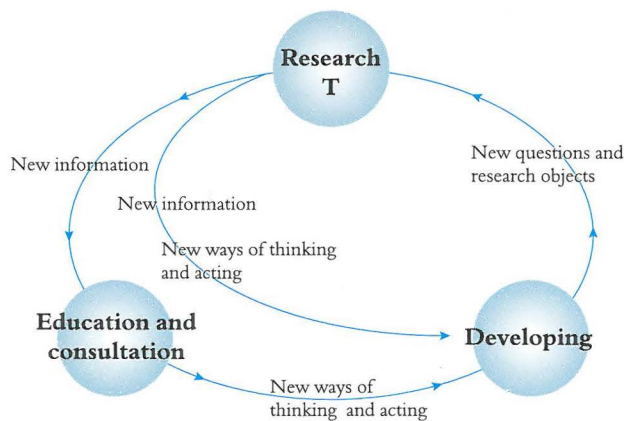 Research
T
New information
New questions and
research objects
New information
New ways of thinking
and acting
Education and
consultation
Developing
New ways of
thinking and acting